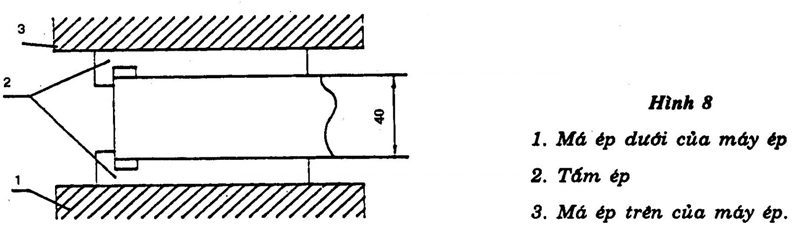 3
2
1
40
Hình 8
1. Má ép dưới của máy ép
2. Tấm ép
3. Má ép trên của máy ép.